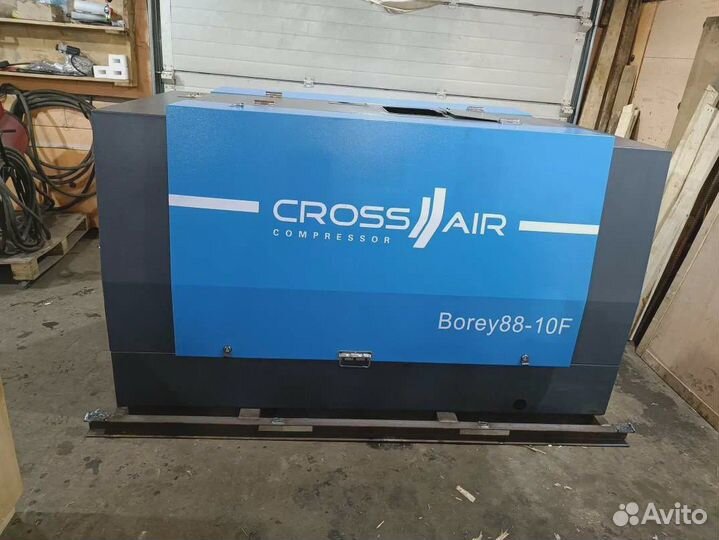 CROSS AIR
COMPRESSOR
Borey88-10F
Avito